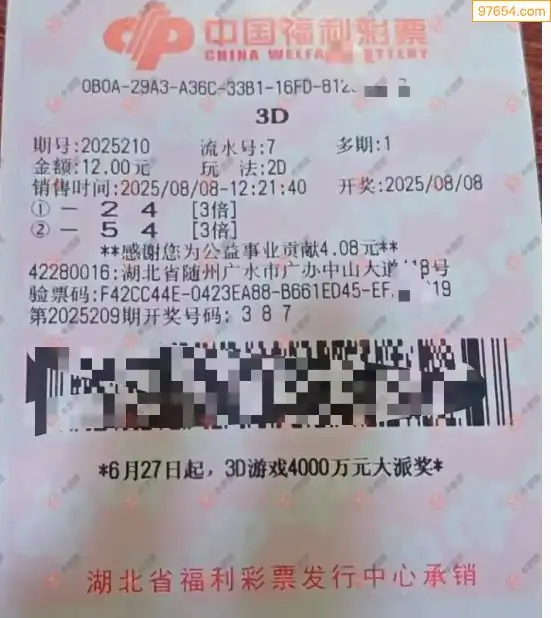 97654.com
中国福利彩票
CHINA WELFA TTERY
0B0A-29A3-A36C-33B1-16FD-812
3D
期号:2025210 流水号:7 多期:1
金额:12.00元 玩 法:2D
销售时间:2025/08/08-12:21:40 开奖:2025/08/08
① — 2 4 [3倍]
② — 5 4 [3倍]
**感谢您为公益事业贡献4.08元**
42280016:湖北省随州广水市广办中山大道 18号
验票码:F42CC44E-0423EA88-B661ED45-EF 19
第2025209期开奖号码: 3 8 7
*6月27日起，3D游戏4000万元大派奖*
湖北省福利彩票发行中心承销